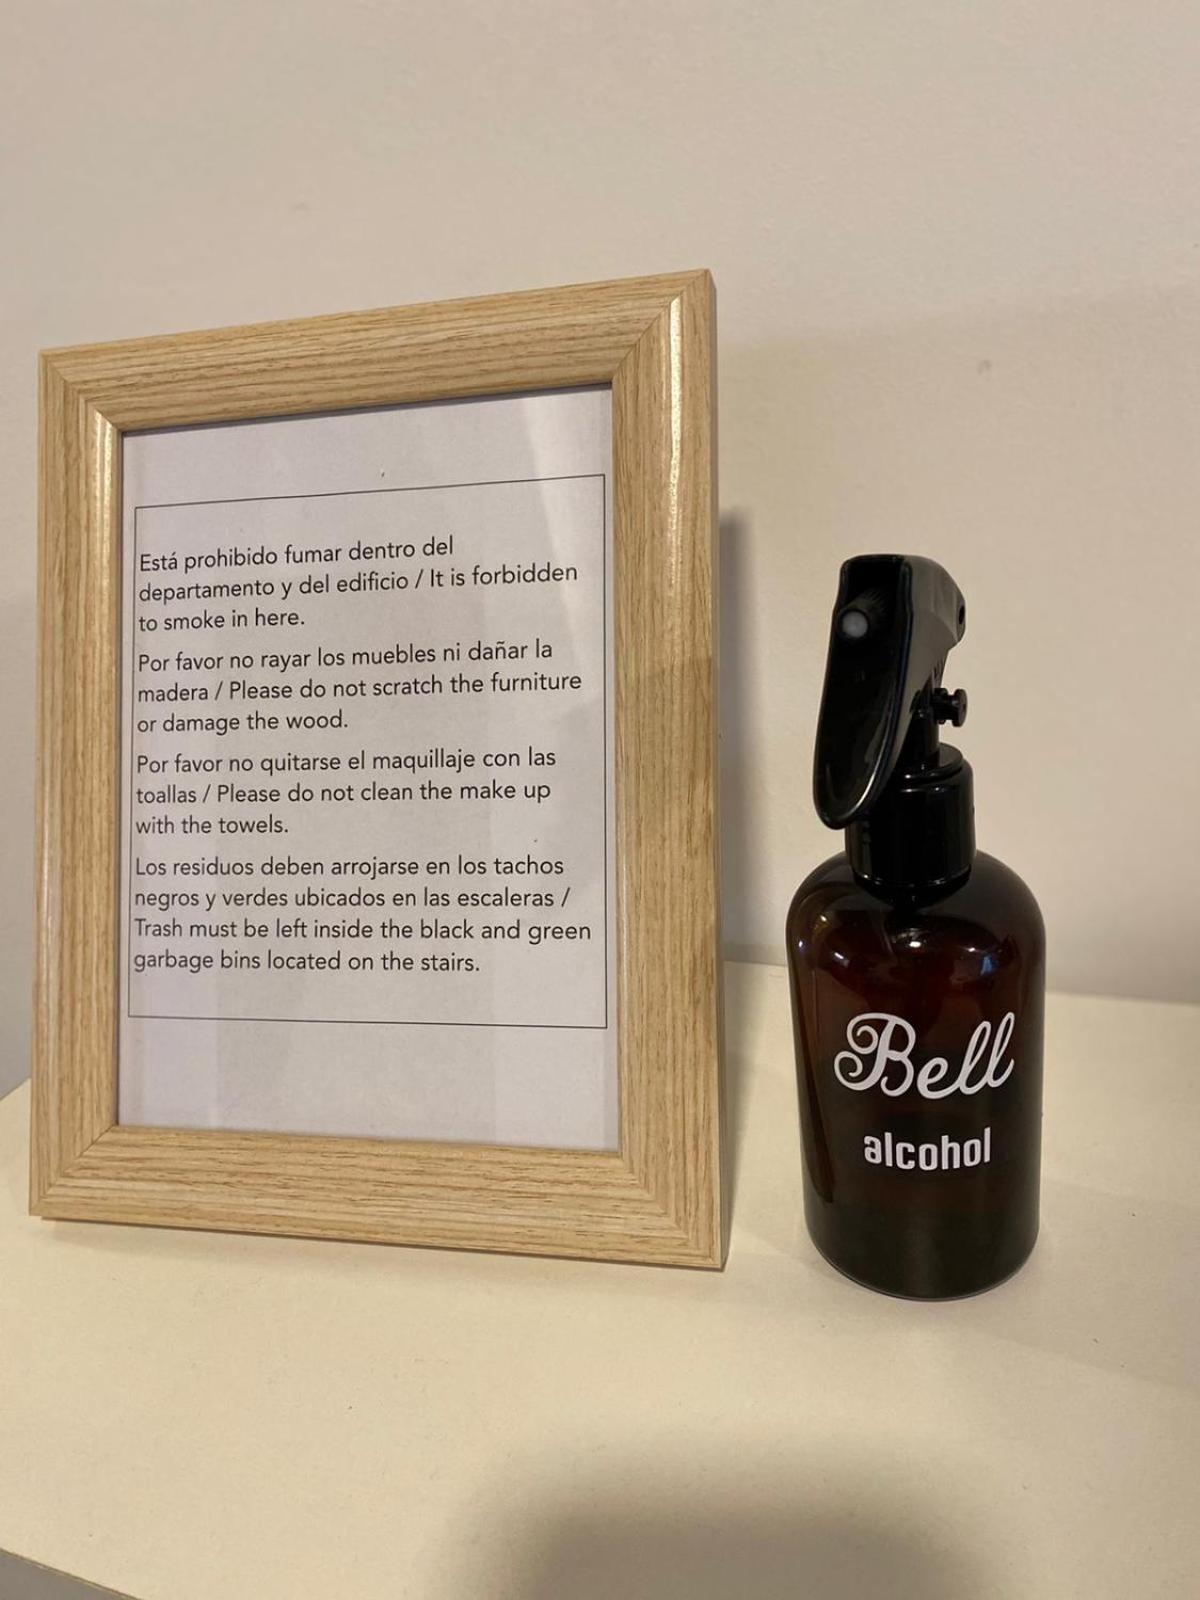 Está prohibido fumar dentro del
departamento y del edificio / It is forbidden
to smoke in here.
Por favor no rayar los muebles ni dañar la
madera / Please do not scratch the furniture
or damage the wood.
Por favor no quitarse el maquillaje con las
toallas / Please do not clean the make up
with the towels.
Los residuos deben arrojarse en los tachos
negros y verdes ubicados en las escaleras /
Trash must be left inside the black and green
garbage bins located on the stairs.
Bell
alcohol